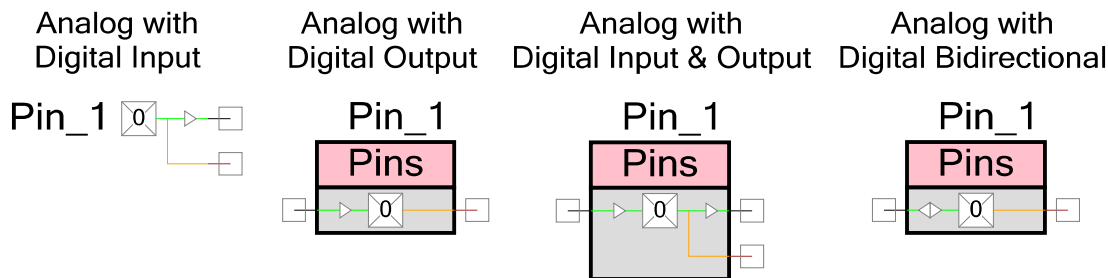 Analog with
Digital Input
Analog with
Digital Output
Analog with
Digital Input & Output
Analog with
Digital Bidirectional
Pin_1
0
Pin_1
Pins
0
Pin_1
Pins
0
Pin_1
Pins
0